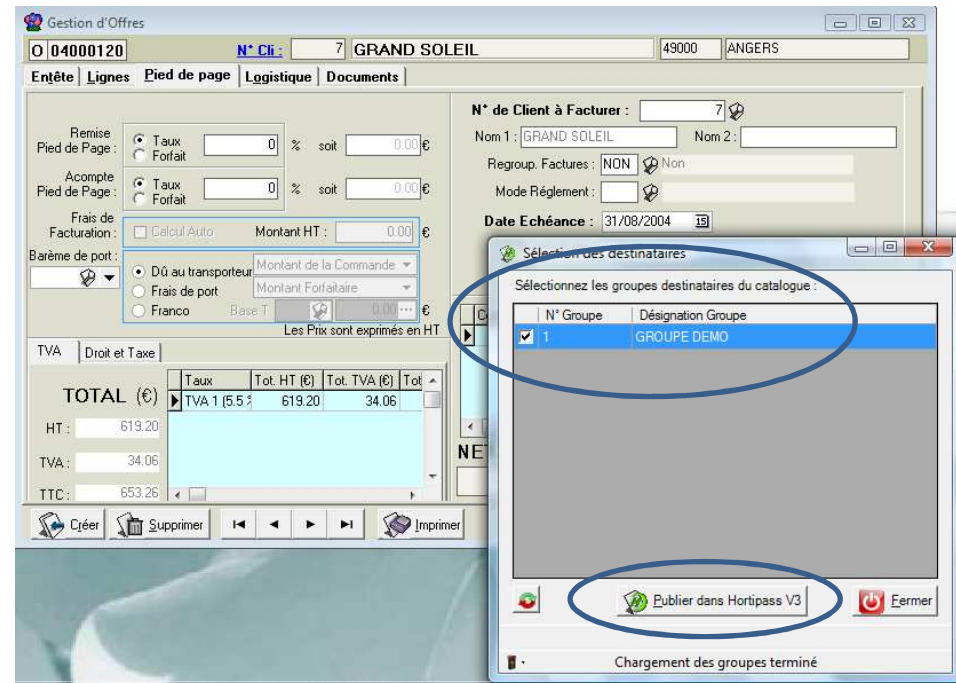 Gestion d'Offres
O 04000120 N° Cli : 7 GRAND SOLEIL 49000 ANGERS
Entête Lignes Pied de page Logistique Documents
N° de Client à Facturer : 7
Remise Pied de Page : Taux 0 % soit 0.00 €
Forfait
Nom 1 : GRAND SOLEIL Nom 2 :
Regroup. Factures : NON Non
Acompte Pied de Page : Taux 0 % soit 0.00 €
Forfait
Mode Réglement :
Frais de Facturation : Calcul Auto Montant HT : 0.00 €
Date Echéance : 31/08/2004 15
Barème de port :
Dû au transporteur Montant de la Commande
Frais de port Montant Forfaitaire
Franco Base T 0.00 ... €
Les Prix sont exprimés en HT
TVA Droit et Taxe
TOTAL (€)
Taux Tot. HT (€) Tot. TVA (€) Tot
TVA 1 (5.5 % 619.20 34.06
HT : 619.20
TVA : 34.06
TTC : 653.26
NE
Créer Supprimer Imprimer
Sélection des destinataires
Sélectionnez les groupes destinataires du catalogue :
N° Groupe Désignation Groupe
1 GROUPE DEMO
Publier dans Hortipass V3 Fermer
Chargement des groupes terminé